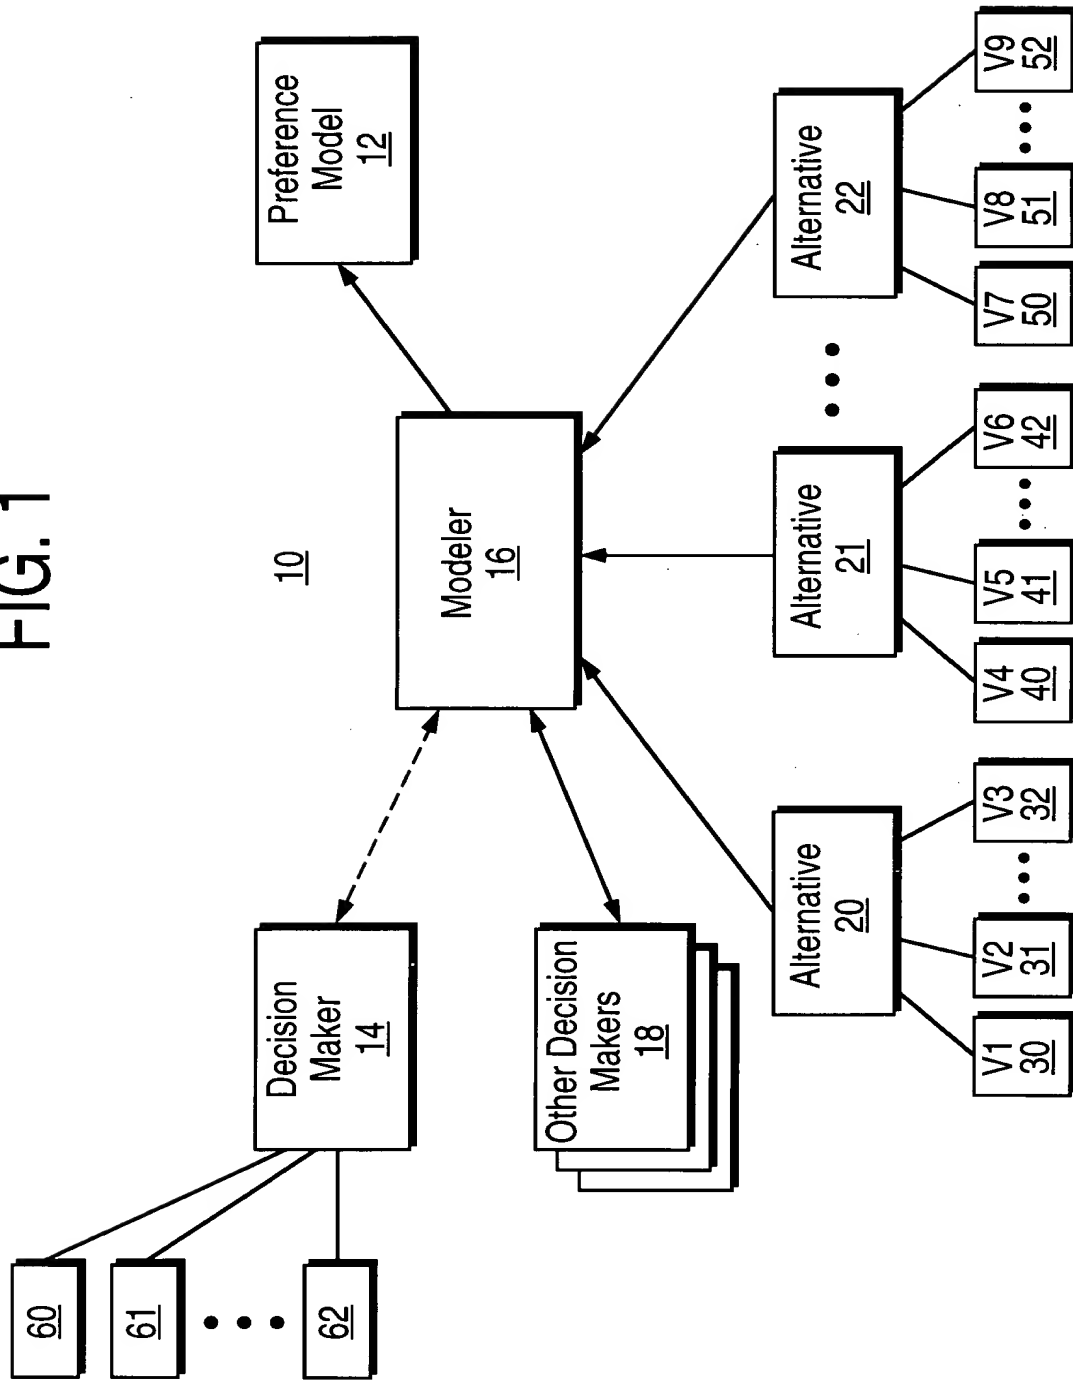 FIG. 1
10
60
61
62
Decision
Maker
14
Other Decision
Makers
18
Modeler
16
Preference
Model
12
Alternative
20
Alternative
21
Alternative
22
V1
30
V2
31
V3
32
V4
40
V5
41
V6
42
V7
50
V8
51
V9
52